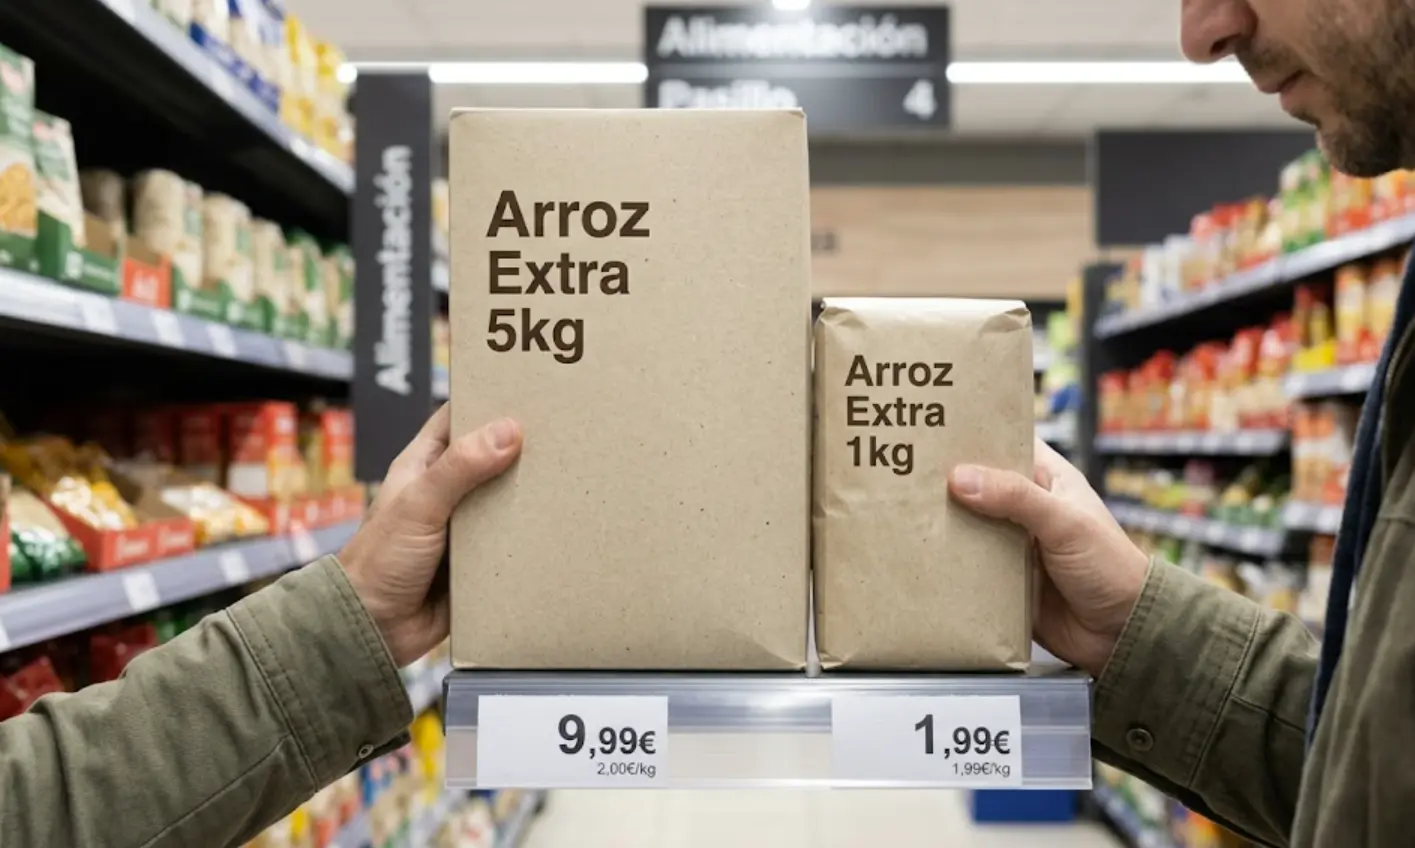 Alimentación
Pasillo 4
Alimentación
Arroz
Extra
5kg
Arroz
Extra
1kg
9,99€
2,00€/kg
1,99€
1,99€/kg